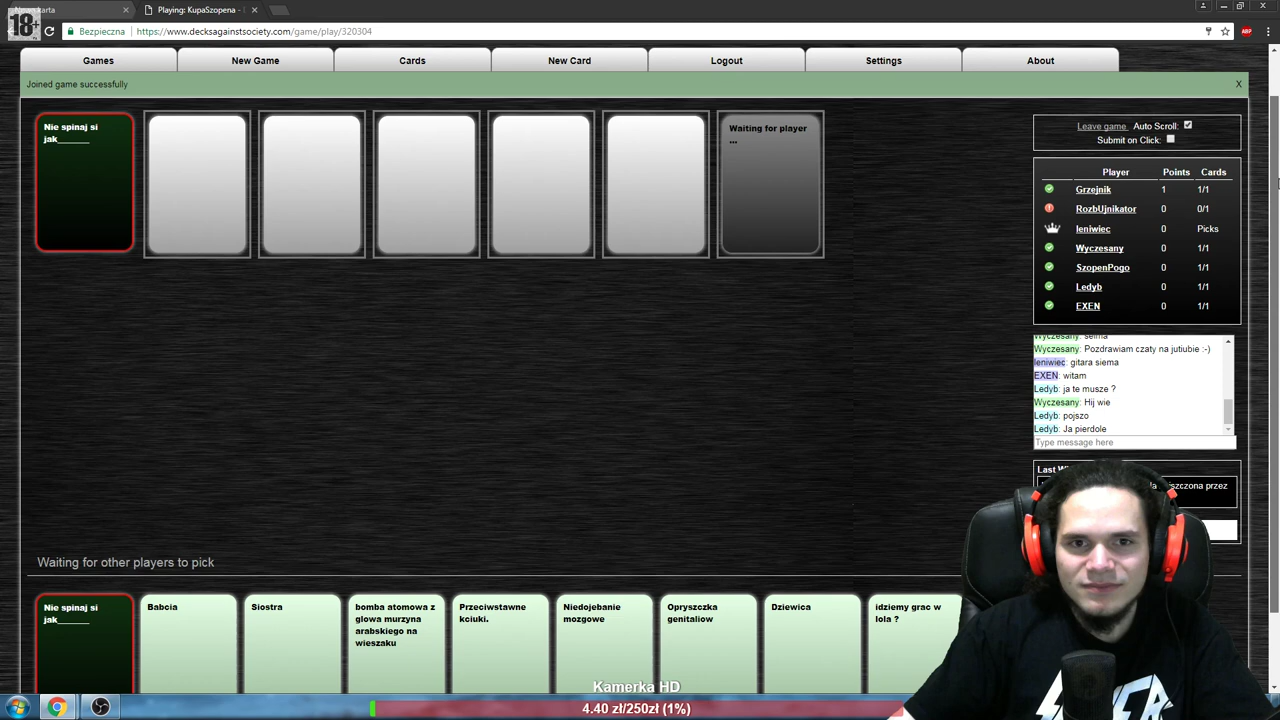 18+
karta
Playing: KupaSzopena -
Bezpieczna
https://www.decksagainstsociety.com/game/play/320304
ABP
Games
New Game
Cards
New Card
Logout
Settings
About
Joined game successfully
X
Nie spinaj si
jak_______
Waiting for player
...
Leave game
Auto Scroll:
Submit on Click:
Player Points Cards
Grzejnik 1 1/1
RozbUjnikator 0 0/1
leniwiec 0 Picks
Wyczesany 0 1/1
SzopenPogo 0 1/1
Ledyb 0 1/1
EXEN 0 1/1
Wyczesany: siema
Wyczesany: Pozdrawiam czaty na jutiubie :-)
leniwiec: gitara siema
EXEN: witam
Ledyb: ja te musze ?
Wyczesany: Hij wie
Ledyb: pojszo
Ledyb: Ja pierdole
Type message here
Last
przez
Waiting for other players to pick
Nie spinaj si
jak_______
Babcia
Siostra
bomba atomowa z
glowa murzyna
arabskiego na
wieszaku
Przeciwstawne
kciuki.
Niedojebanie
mozgowe
Opryszczka
genitaliow
Dziewica
idziemy grac w
lola ?
Kamerka HD
4.40 zł/250zł (1%)